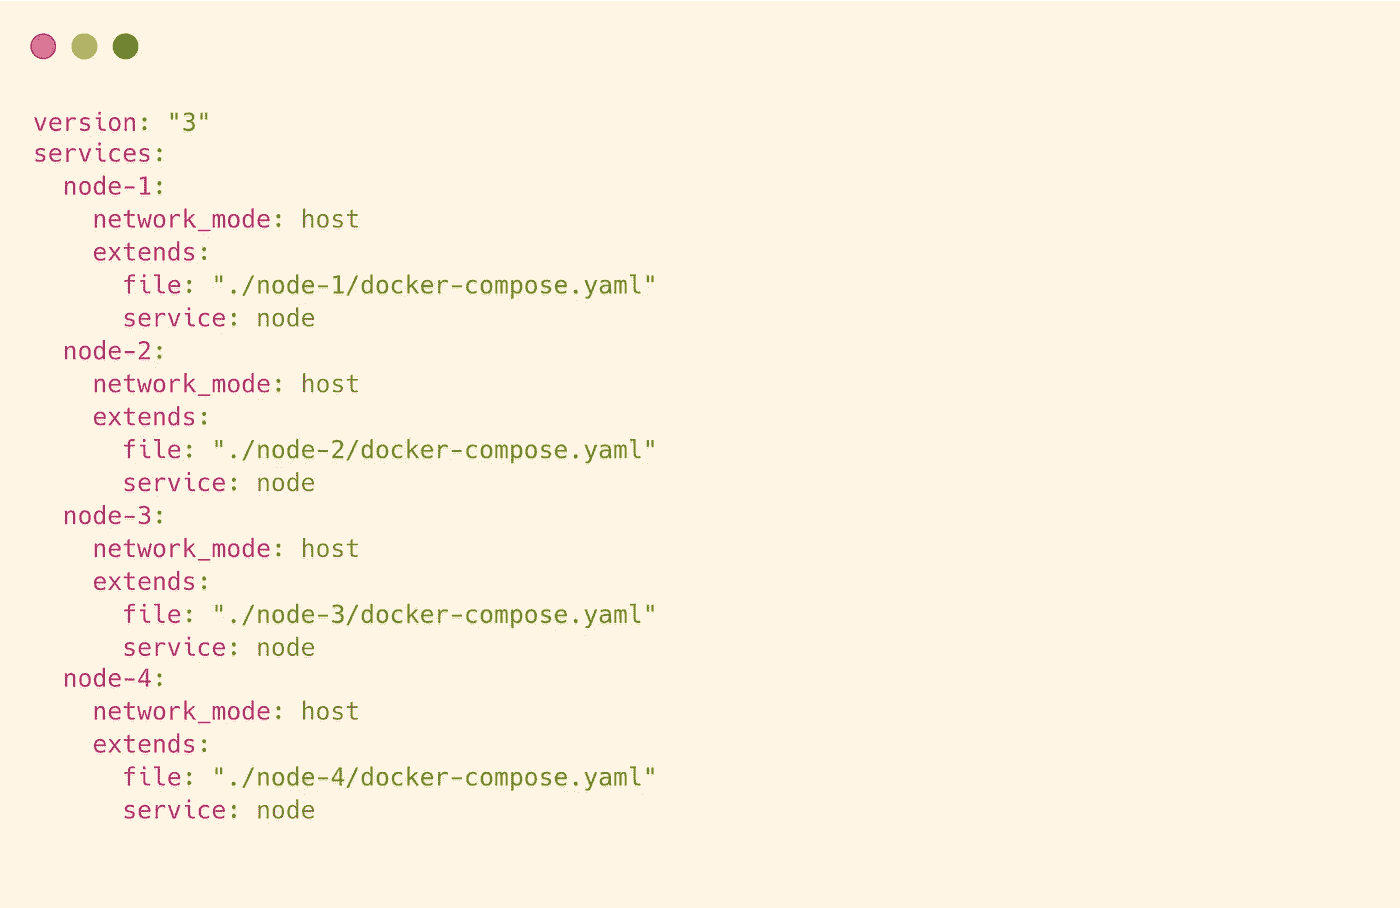 version: "3"
services:
  node-1:
    network_mode: host
    extends:
      file: "./node-1/docker-compose.yaml"
      service: node
  node-2:
    network_mode: host
    extends:
      file: "./node-2/docker-compose.yaml"
      service: node
  node-3:
    network_mode: host
    extends:
      file: "./node-3/docker-compose.yaml"
      service: node
  node-4:
    network_mode: host
    extends:
      file: "./node-4/docker-compose.yaml"
      service: node